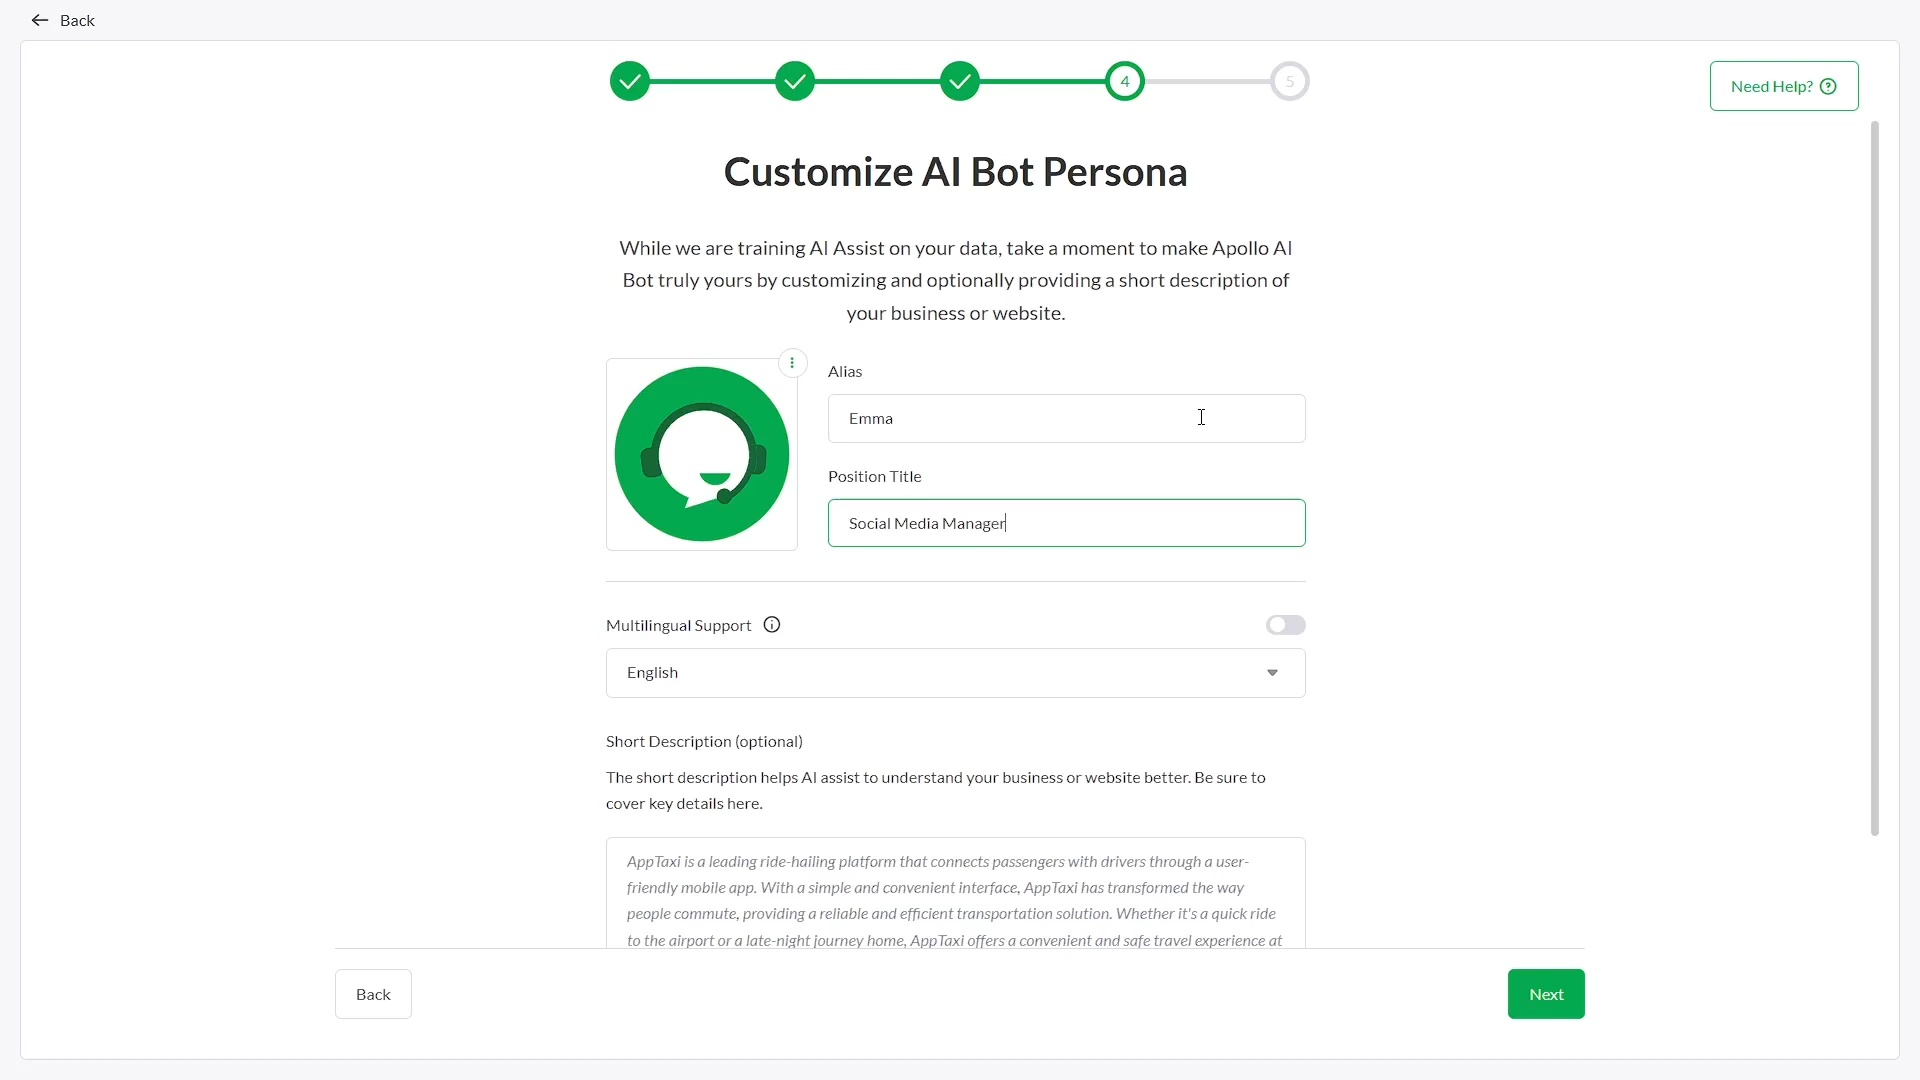 Back
4
5
Need Help?
Customize AI Bot Persona
While we are training AI Assist on your data, take a moment to make Apollo AI
Bot truly yours by customizing and optionally providing a short description of
your business or website.
Alias
Emma
Position Title
Social Media Manager
Multilingual Support
English
Short Description (optional)
The short description helps AI assist to understand your business or website better. Be sure to
cover key details here.
AppTaxi is a leading ride-hailing platform that connects passengers with drivers through a user-
friendly mobile app. With a simple and convenient interface, AppTaxi has transformed the way
people commute, providing a reliable and efficient transportation solution. Whether it's a quick ride
to the airport or a late-night journey home, AppTaxi offers a convenient and safe travel experience at
Back
Next